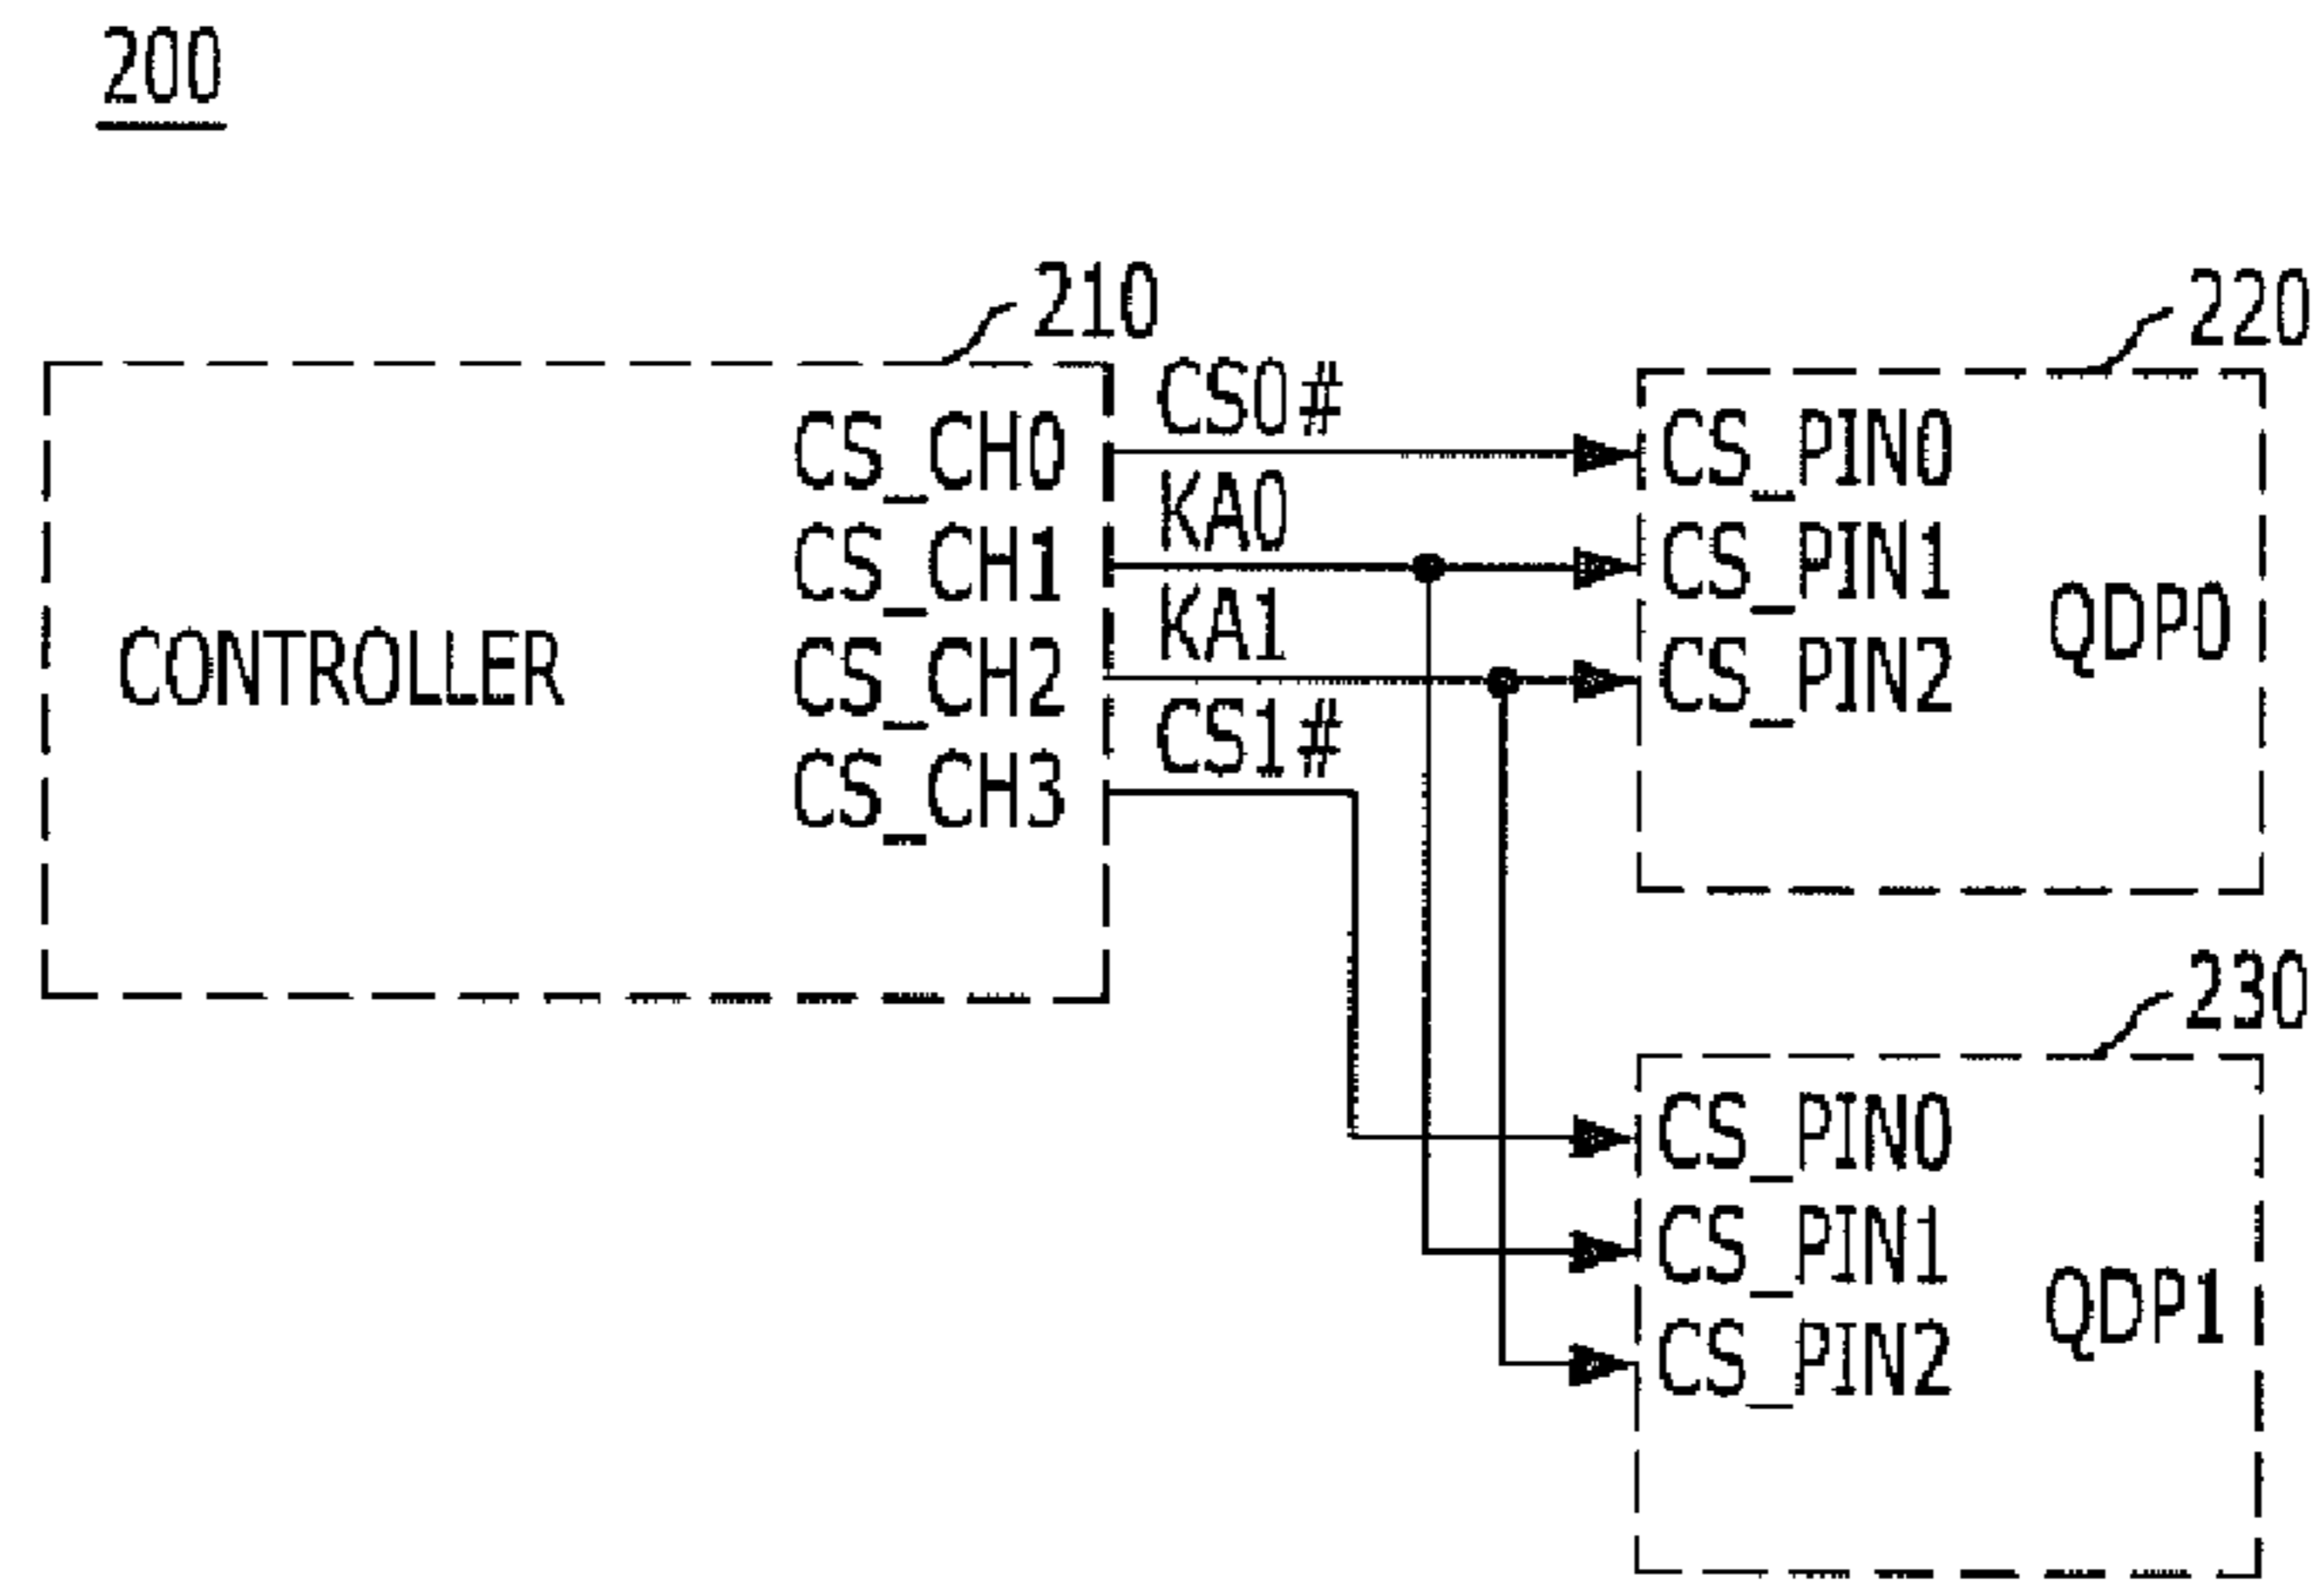 200
210
220
CS0#
CS_CH0
CS_PIN0
KA0
CS_CH1
CS_PIN1
QDP0
KA1
CONTROLLER
CS_CH2
CS_PIN2
CS1#
CS_CH3
230
CS_PIN0
CS_PIN1
QDP1
CS_PIN2